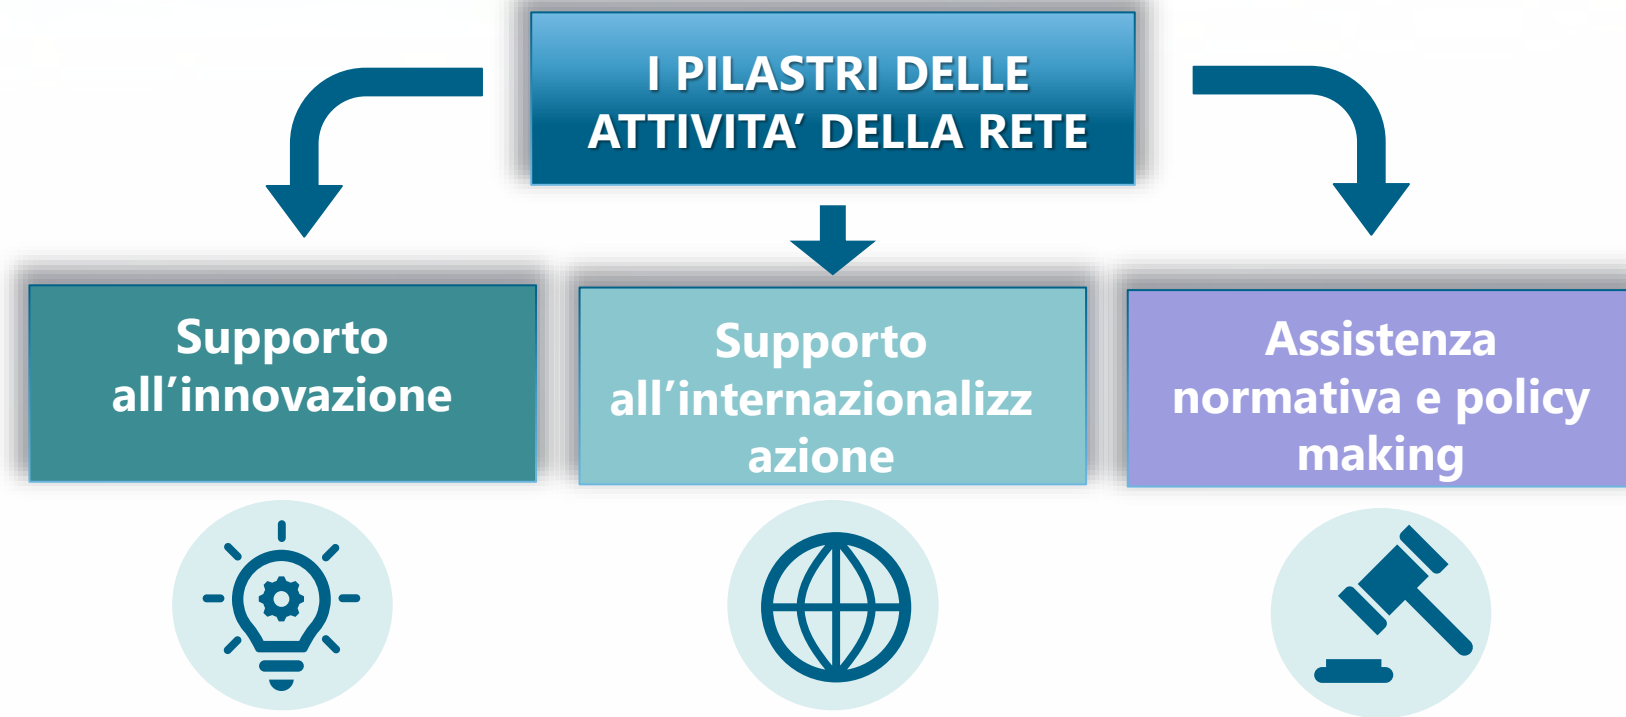 I PILASTRI DELLE
ATTIVITA’ DELLA RETE
Supporto
all’innovazione
Supporto
all’internazionalizz
azione
Assistenza
normativa e policy
making